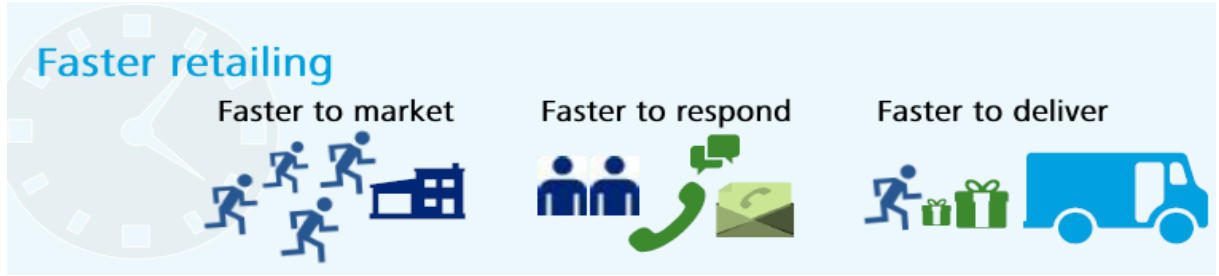 Faster retailing
Faster to market
Faster to respond
Faster to deliver